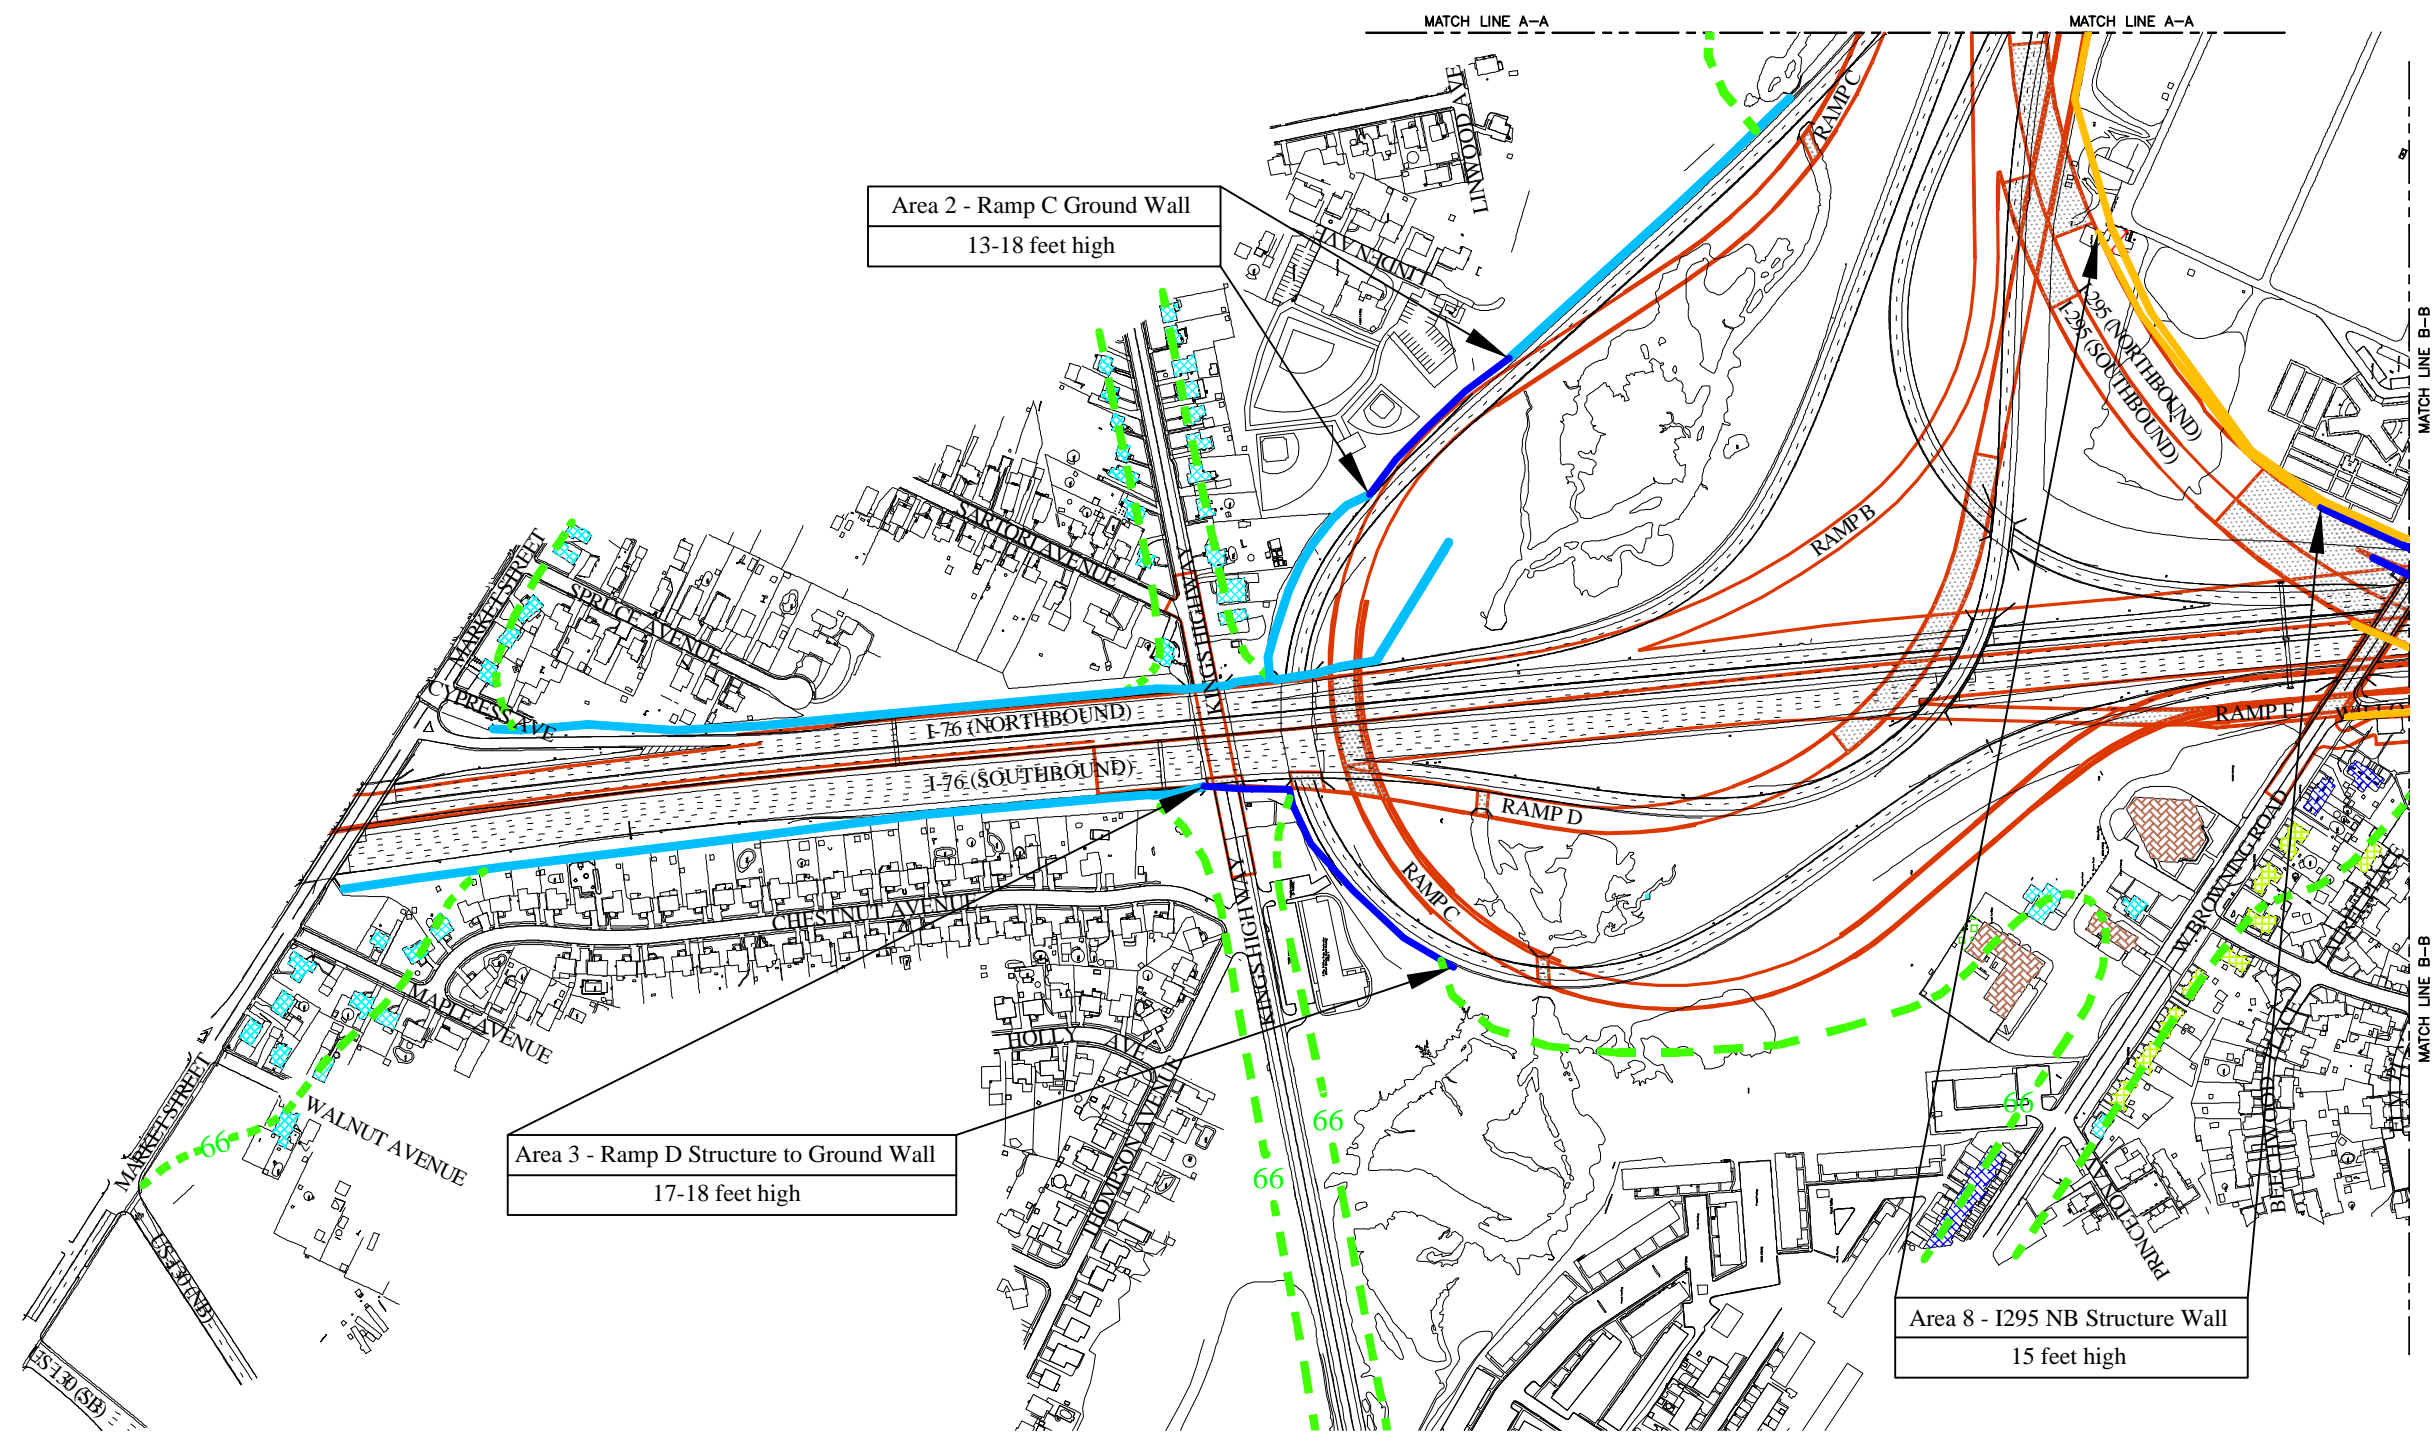 MATCH LINE A-A
MATCH LINE A-A
RAMP C
LINWOOD AVE
Area 2 - Ramp C Ground Wall
13-18 feet high
LINDEN AVE
I-295 (NORTHBOUND)
I-295 (SOUTHBOUND)
MATCH LINE B-B
SARTORI AVENUE
RAMP B
MARKET STREET
SPRUCE AVENUE
KINGS HIGHWAY
CYPRESS AVE
I-76 (NORTHBOUND)
RAMP F
I-76 (SOUTHBOUND)
RAMP D
RAMP C
W. BROWNING ROAD
CHESTNUT AVENUE
KINGS HIGHWAY
MATCH LINE B-B
MAPLE AVENUE
HOLLY AVE
BEECHWOOD PLACE
MARKET STREET
WALNUT AVENUE
66
66
66
66
THOMPSON AVENUE
Area 3 - Ramp D Structure to Ground Wall
17-18 feet high
PRINCETON AV
US-130 (NB)
Area 8 - I295 NB Structure Wall
15 feet high